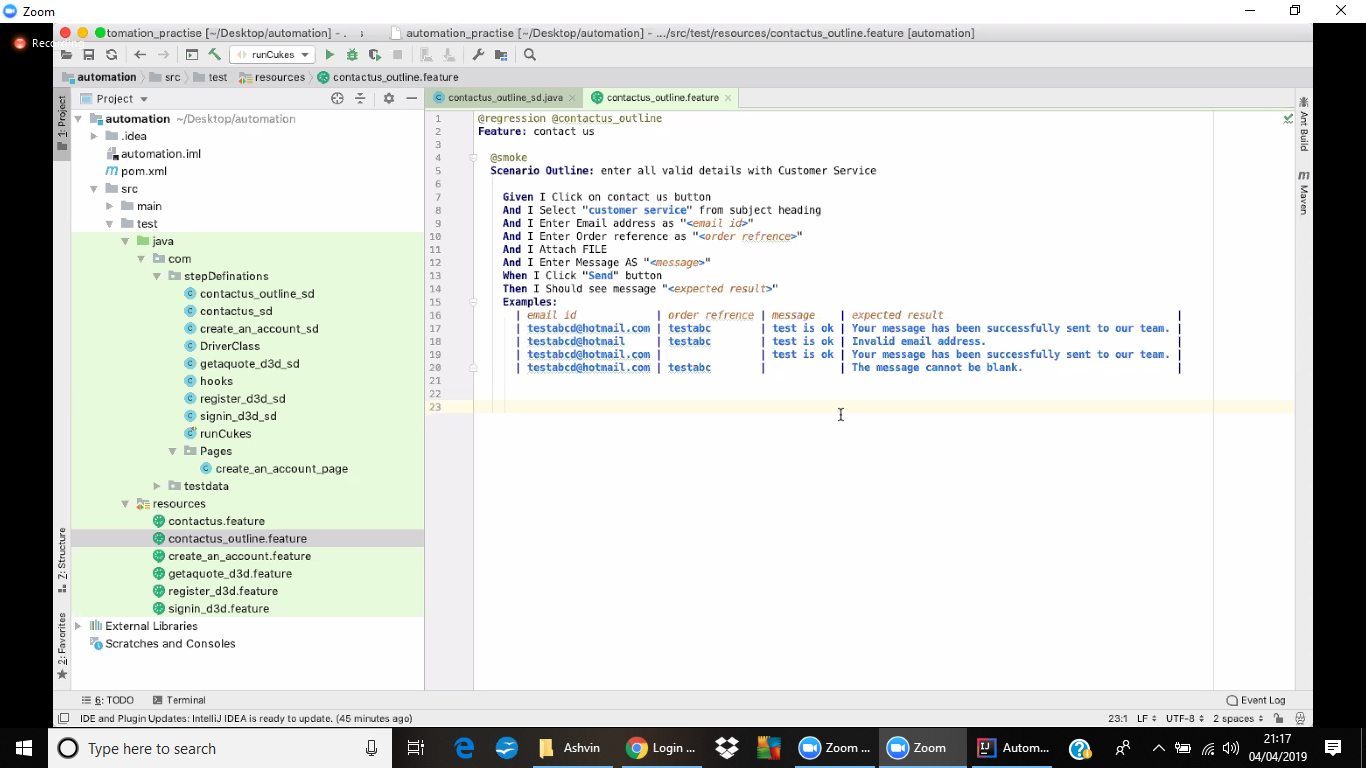 Zoom
Recording
tomation_practise [~/Desktop/automation] - .
automation_practise [~/Desktop/automation] - .../src/test/resources/contactus_outline.feature [automation]
runCukes
automation src test resources contactus_outline.feature
1: Project
Project
contactus_outline_sd.java
contactus_outline.feature
automation ~/Desktop/automation
.idea
automation.iml
pom.xml
src
main
test
java
com
stepDefinations
contactus_outline_sd
contactus_sd
create_an_account_sd
DriverClass
getaquote_d3d_sd
hooks
register_d3d_sd
signin_d3d_sd
runCukes
Pages
create_an_account_page
testdata
resources
contactus.feature
contactus_outline.feature
create_an_account.feature
getaquote_d3d.feature
register_d3d.feature
signin_d3d.feature
External Libraries
Scratches and Consoles
7: Structure
2: Favorites
1 @regression @contactus_outline
2 Feature: contact us
3
4 @smoke
5 Scenario Outline: enter all valid details with Customer Service
6
7 Given I Click on contact us button
8 And I Select "customer service" from subject heading
9 And I Enter Email address as "<email id>"
10 And I Enter Order reference as "<order refrence>"
11 And I Attach FILE
12 And I Enter Message AS "<message>"
13 When I Click "Send" button
14 Then I Should see message "<expected result>"
15 Examples:
16 | email id | order refrence | message | expected result |
17 | testabcd@hotmail.com | testabc | test is ok | Your message has been successfully sent to our team. |
18 | testabcd@hotmail | testabc | test is ok | Invalid email address. |
19 | testabcd@hotmail.com | | test is ok | Your message has been successfully sent to our team. |
20 | testabcd@hotmail.com | testabc | | The message cannot be blank. |
21
22
23
Ant Build
Maven
6: TODO
Terminal
Event Log
IDE and Plugin Updates: IntelliJ IDEA is ready to update. (45 minutes ago)
23:1 LF UTF-8 2 spaces
Type here to search
Ashvin
Login ...
Zoom ...
Zoom
Autom...
21:17
04/04/2019